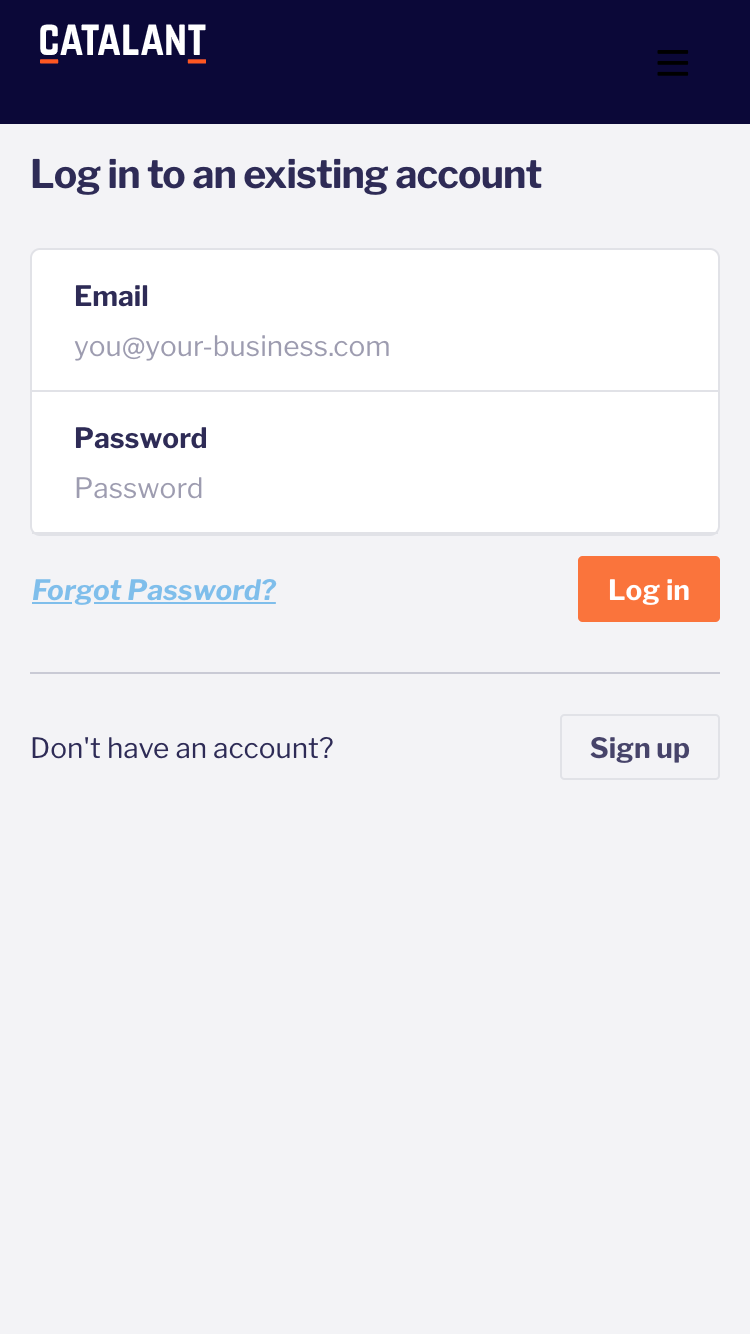 CATALANT
Log in to an existing account
Email
you@your-business.com
Password
Password
Forgot Password?
Log in
Don't have an account?
Sign up